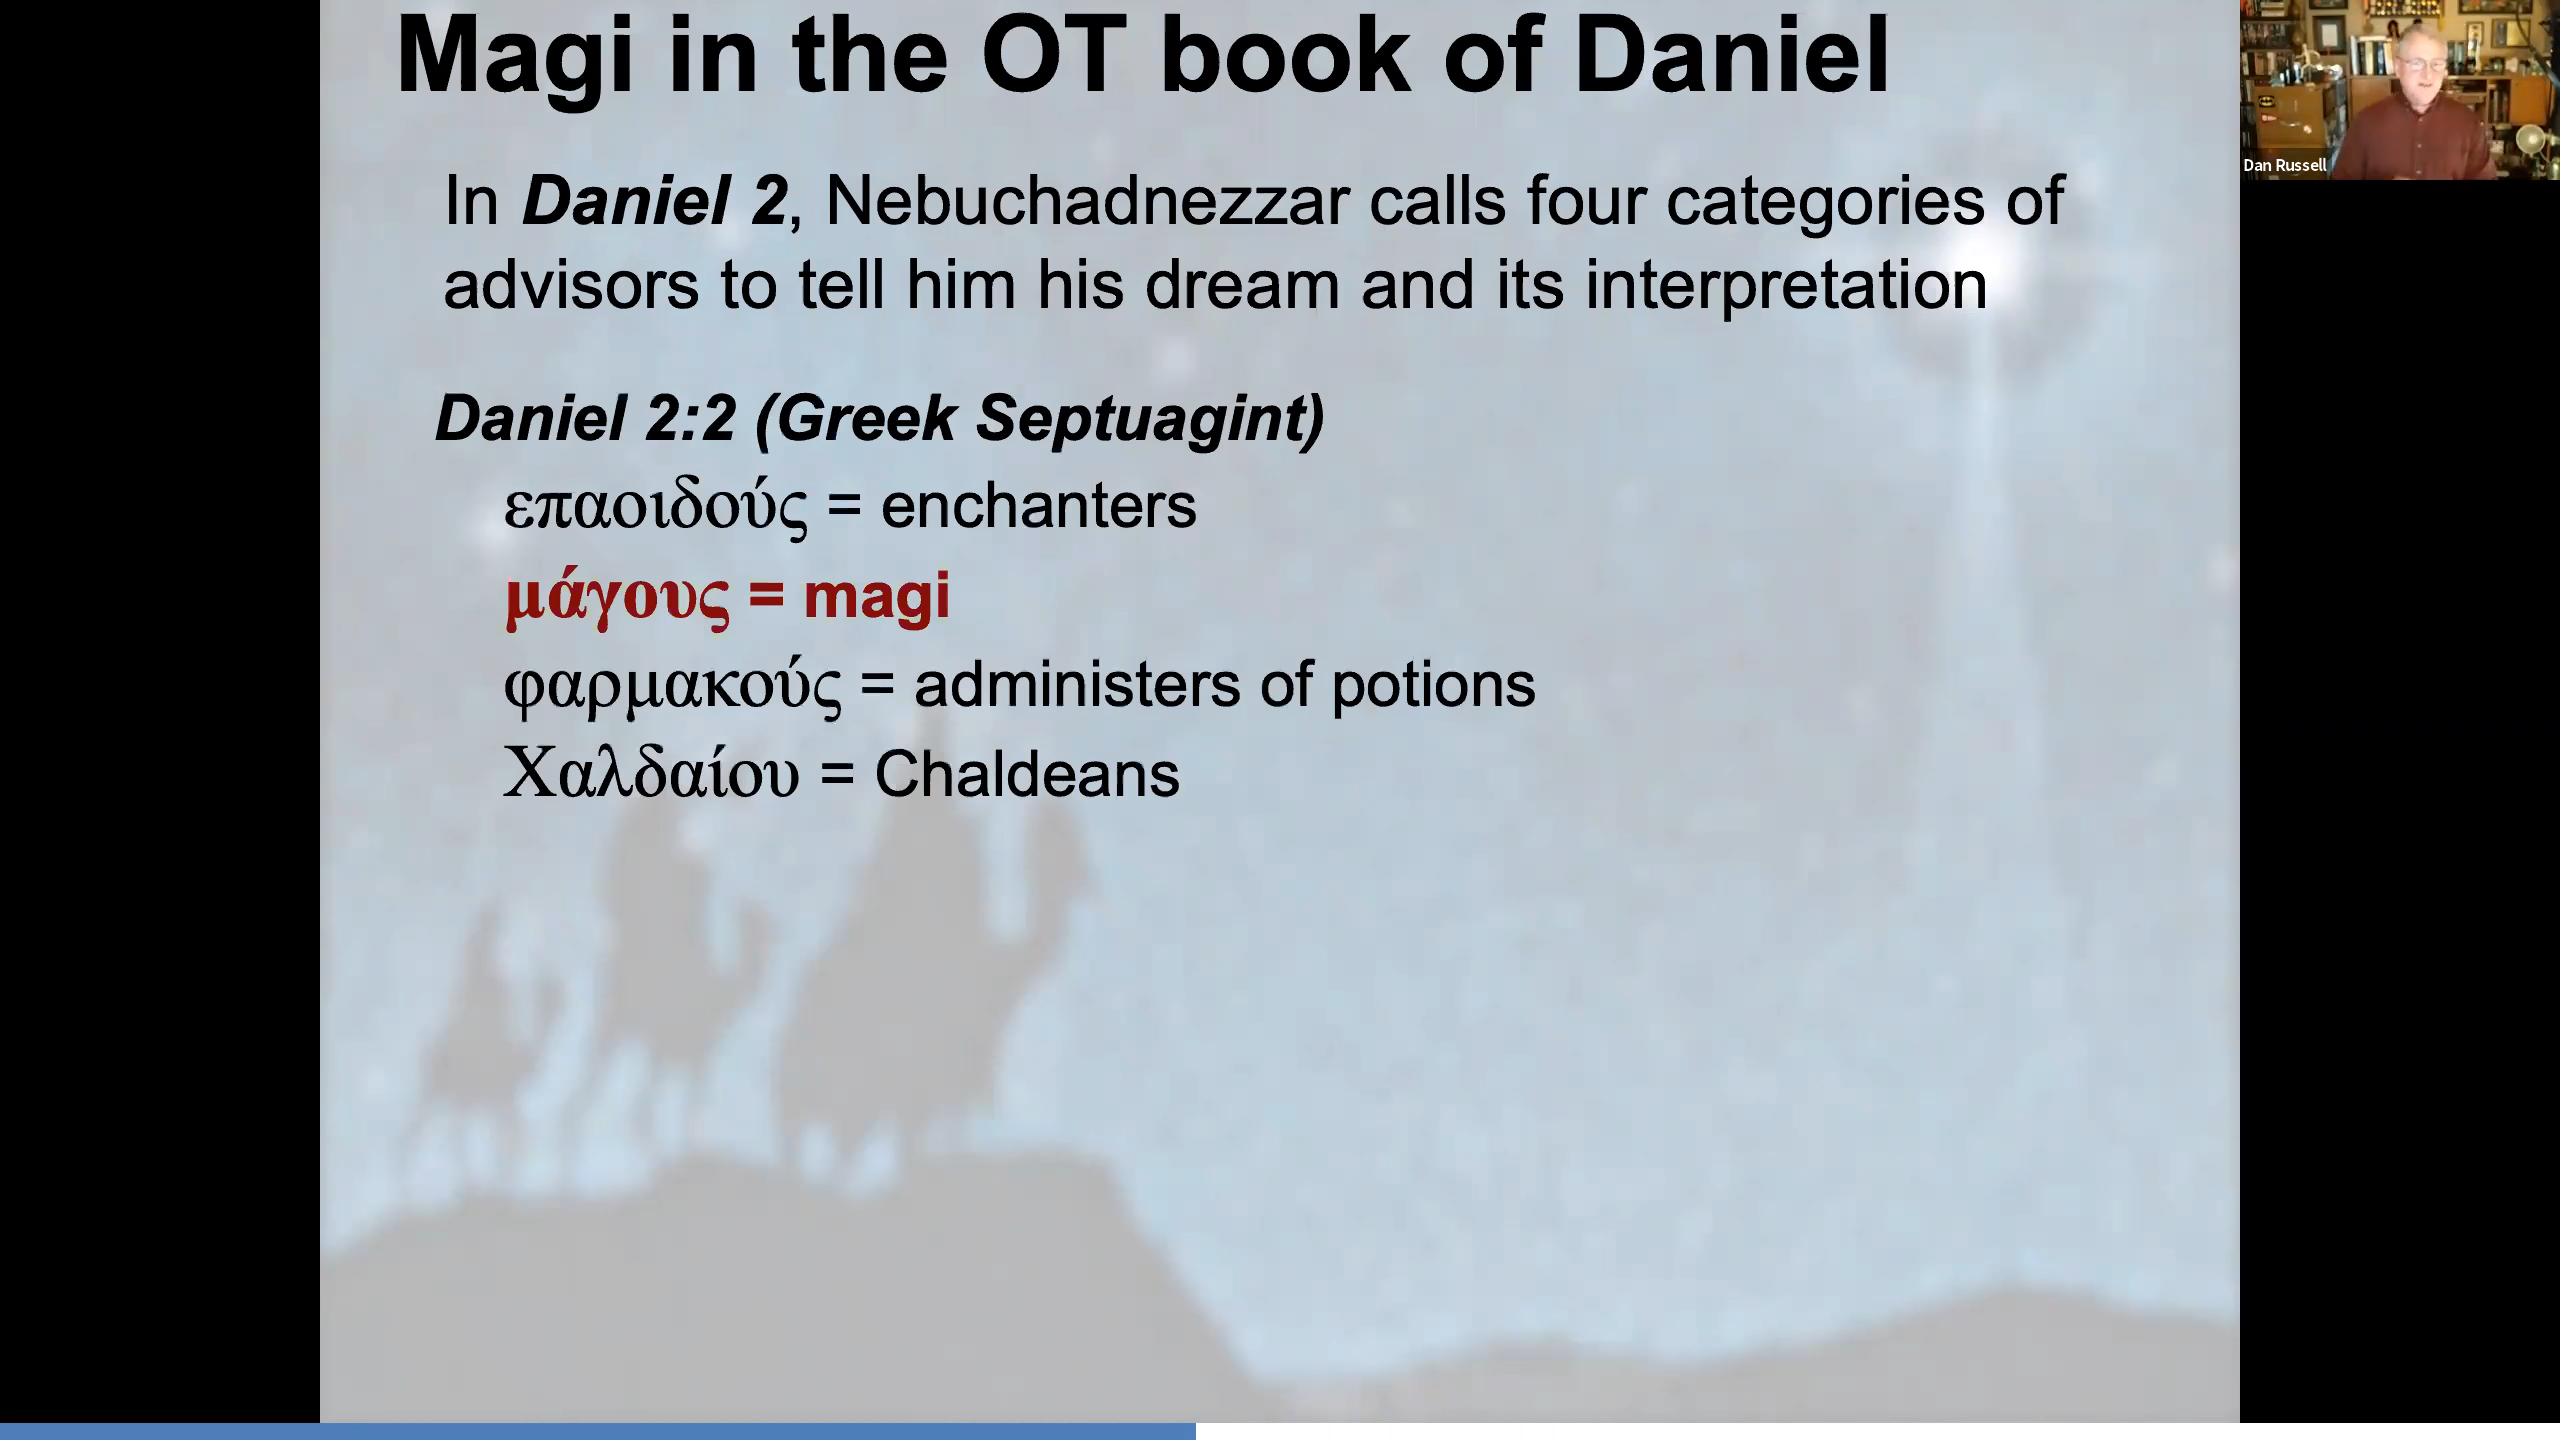 Magi in the OT book of Daniel
In Daniel 2, Nebuchadnezzar calls four categories of
advisors to tell him his dream and its interpretation
Daniel 2:2 (Greek Septuagint)
επαοιδούς = enchanters
μάγους = magi
φαρμακούς = administers of potions
Χαλδαίου = Chaldeans
Dan Russell